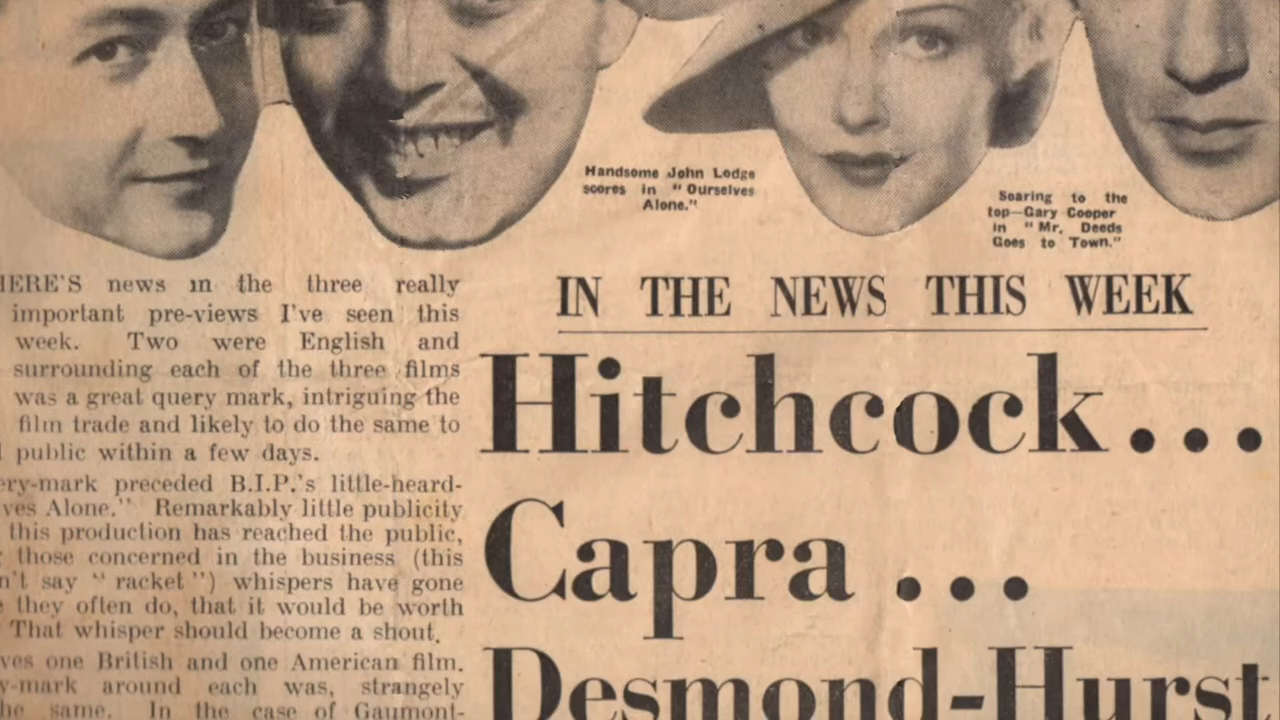 Handsome John Lodge
scores in "Ourselves
Alone."
Soaring to the
top—Gary Cooper
in "Mr. Deeds
Goes to Town."
HERE'S news in the three really
important pre-views I've seen this
week. Two were English and
surrounding each of the three films
was a great query mark, intriguing the
film trade and likely to do the same to
public within a few days.
ery-mark preceded B.I.P.'s little-heard-
ves Alone." Remarkably little publicity
this production has reached the public,
those concerned in the business (this
n't say "racket") whispers have gone
they often do, that it would be worth
That whisper should become a shout.
ves one British and one American film.
y-mark around each was, strangely
he same. In the case of Gaumont-
IN THE NEWS THIS WEEK
Hitchcock...
Capra ...
Desmond-Hurst